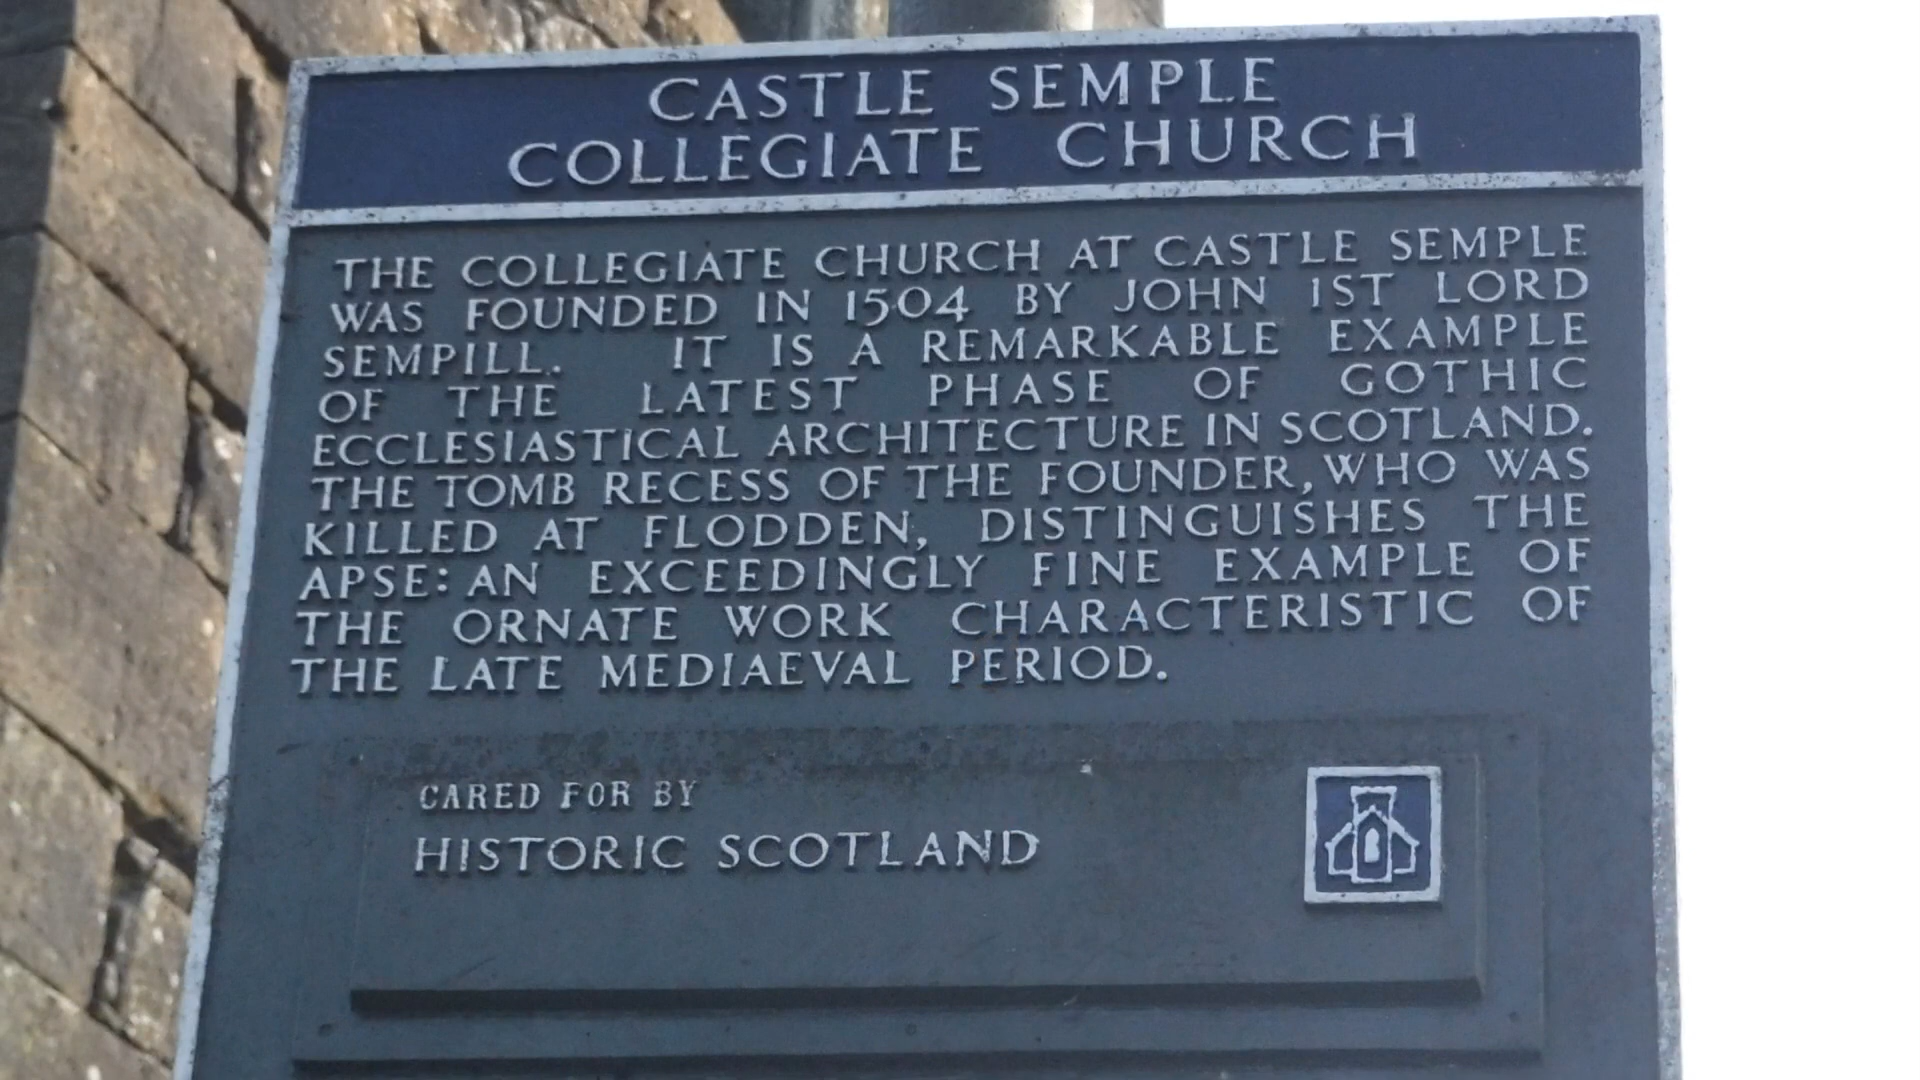 CASTLE SEMPLE
COLLEGIATE CHURCH
THE COLLEGIATE CHURCH AT CASTLE SEMPLE
WAS FOUNDED IN 1504 BY JOHN 1ST LORD
SEMPILL. IT IS A REMARKABLE EXAMPLE
OF THE LATEST PHASE OF GOTHIC
ECCLESIASTICAL ARCHITECTURE IN SCOTLAND.
THE TOMB RECESS OF THE FOUNDER, WHO WAS
KILLED AT FLODDEN, DISTINGUISHES THE
APSE: AN EXCEEDINGLY FINE EXAMPLE OF
THE ORNATE WORK CHARACTERISTIC OF
THE LATE MEDIAEVAL PERIOD.
CARED FOR BY
HISTORIC SCOTLAND